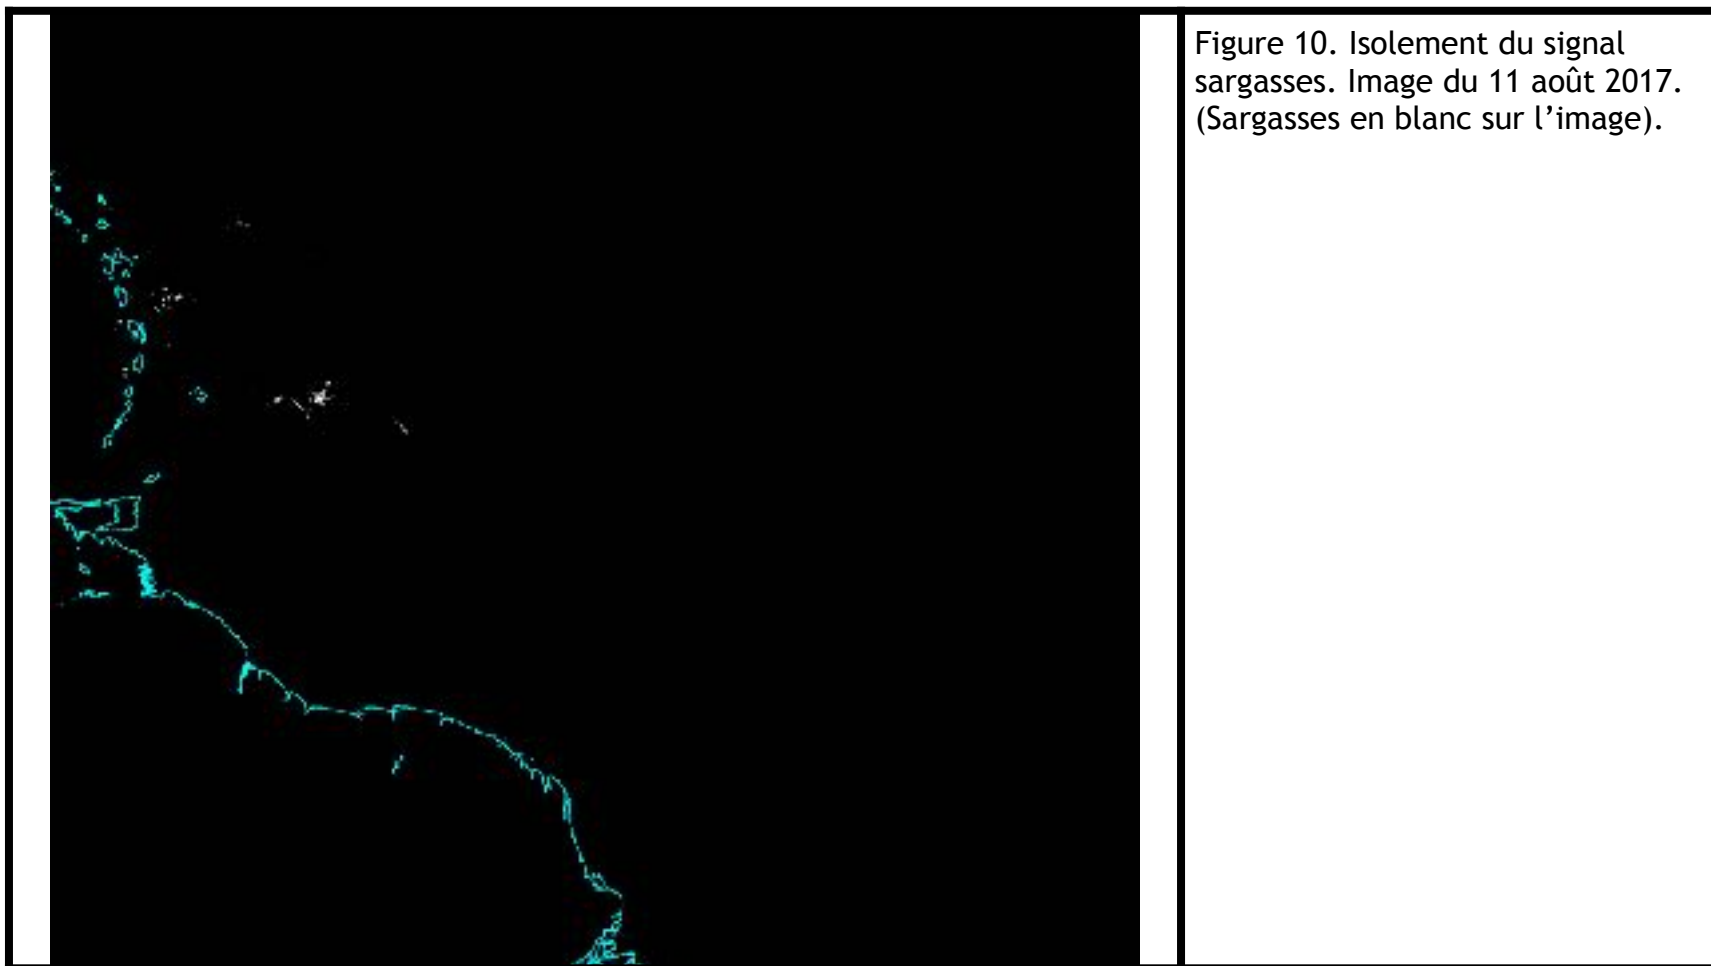 Figure 10. Isolement du signal
sargasses. Image du 11 août 2017.
(Sargasses en blanc sur l’image).